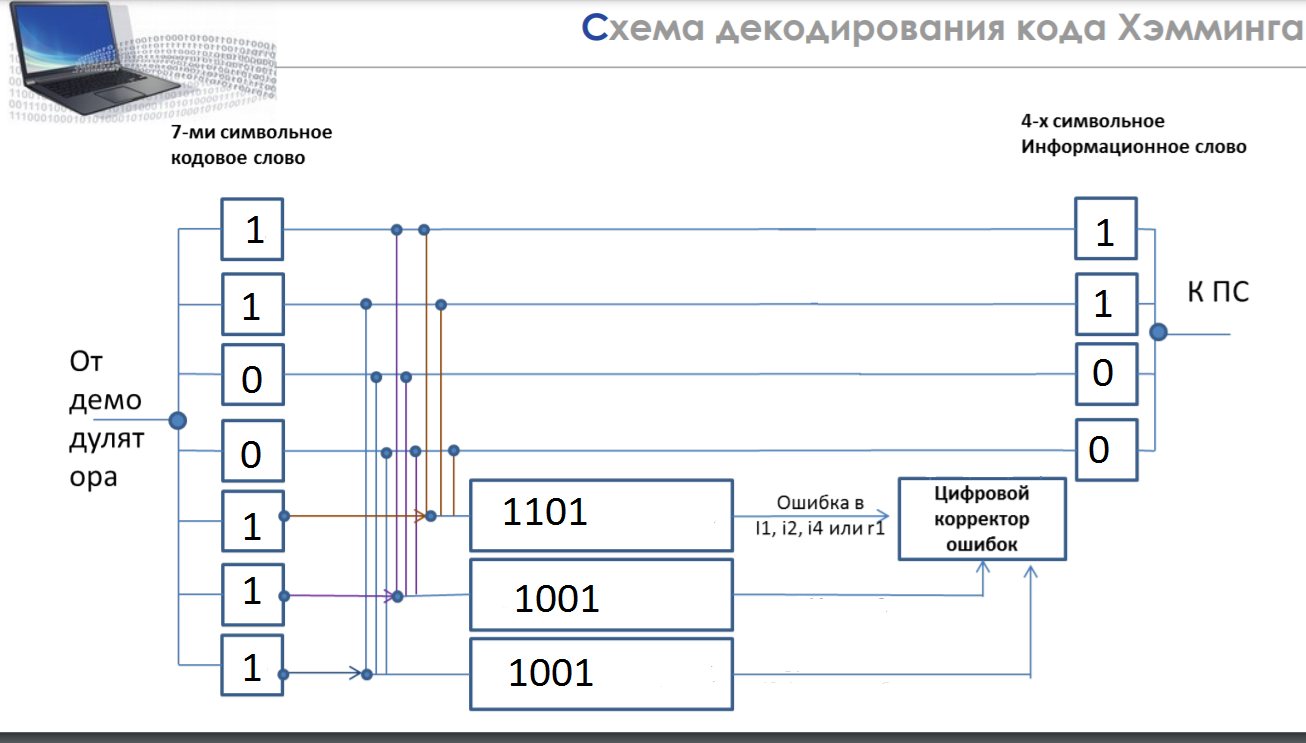 Схема декодирования кода Хэмминга
7-ми символьное
кодовое слово
4-х символьное
Информационное слово
1
1
1
1
К ПС
От
демо
дулят
ора
0
0
0
0
1
1101
Ошибка в
I1, i2, i4 или r1
Цифровой
корректор
ошибок
1
1001
1
1001